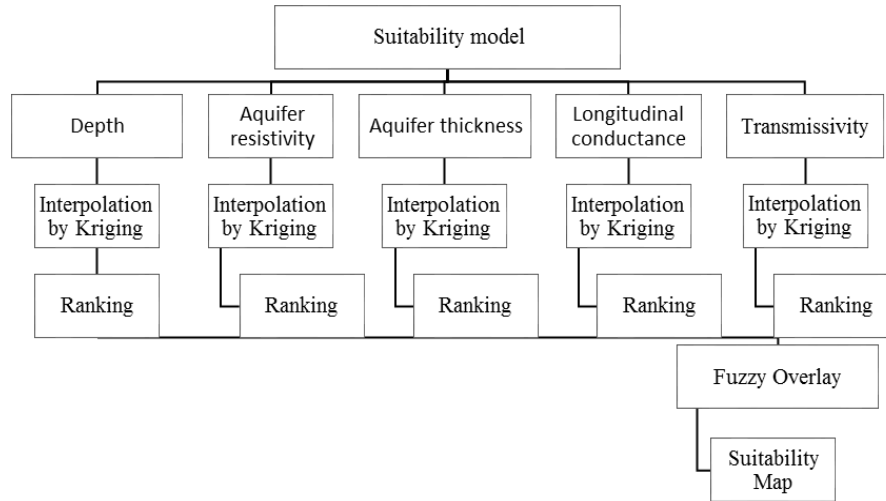 Suitability model
Depth
Aquifer
resistivity
Aquifer thickness
Longitudinal
conductance
Transmissivity
Interpolation
by Kriging
Interpolation
by Kriging
Interpolation
by Kriging
Interpolation
by Kriging
Interpolation
by Kriging
Ranking
Ranking
Ranking
Ranking
Ranking
Fuzzy Overlay
Suitability
Map